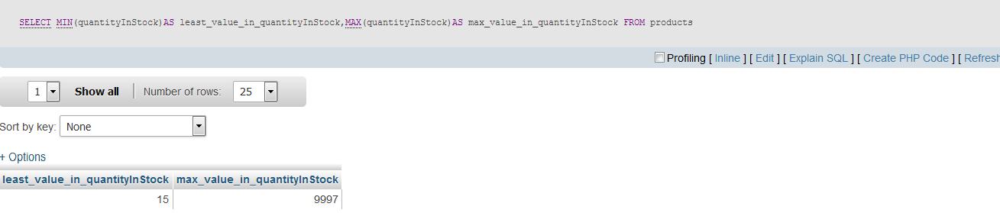 SELECT MIN(quantityInStock)AS least_value_in_quantityInStock,MAX(quantityInStock)AS max_value_in_quantityInStock FROM products
Profiling [ Inline ] [ Edit ] [ Explain SQL ] [ Create PHP Code ] [ Refresh
1 Show all Number of rows: 25
Sort by key: None
+ Options
least_value_in_quantityInStock max_value_in_quantityInStock
15 9997